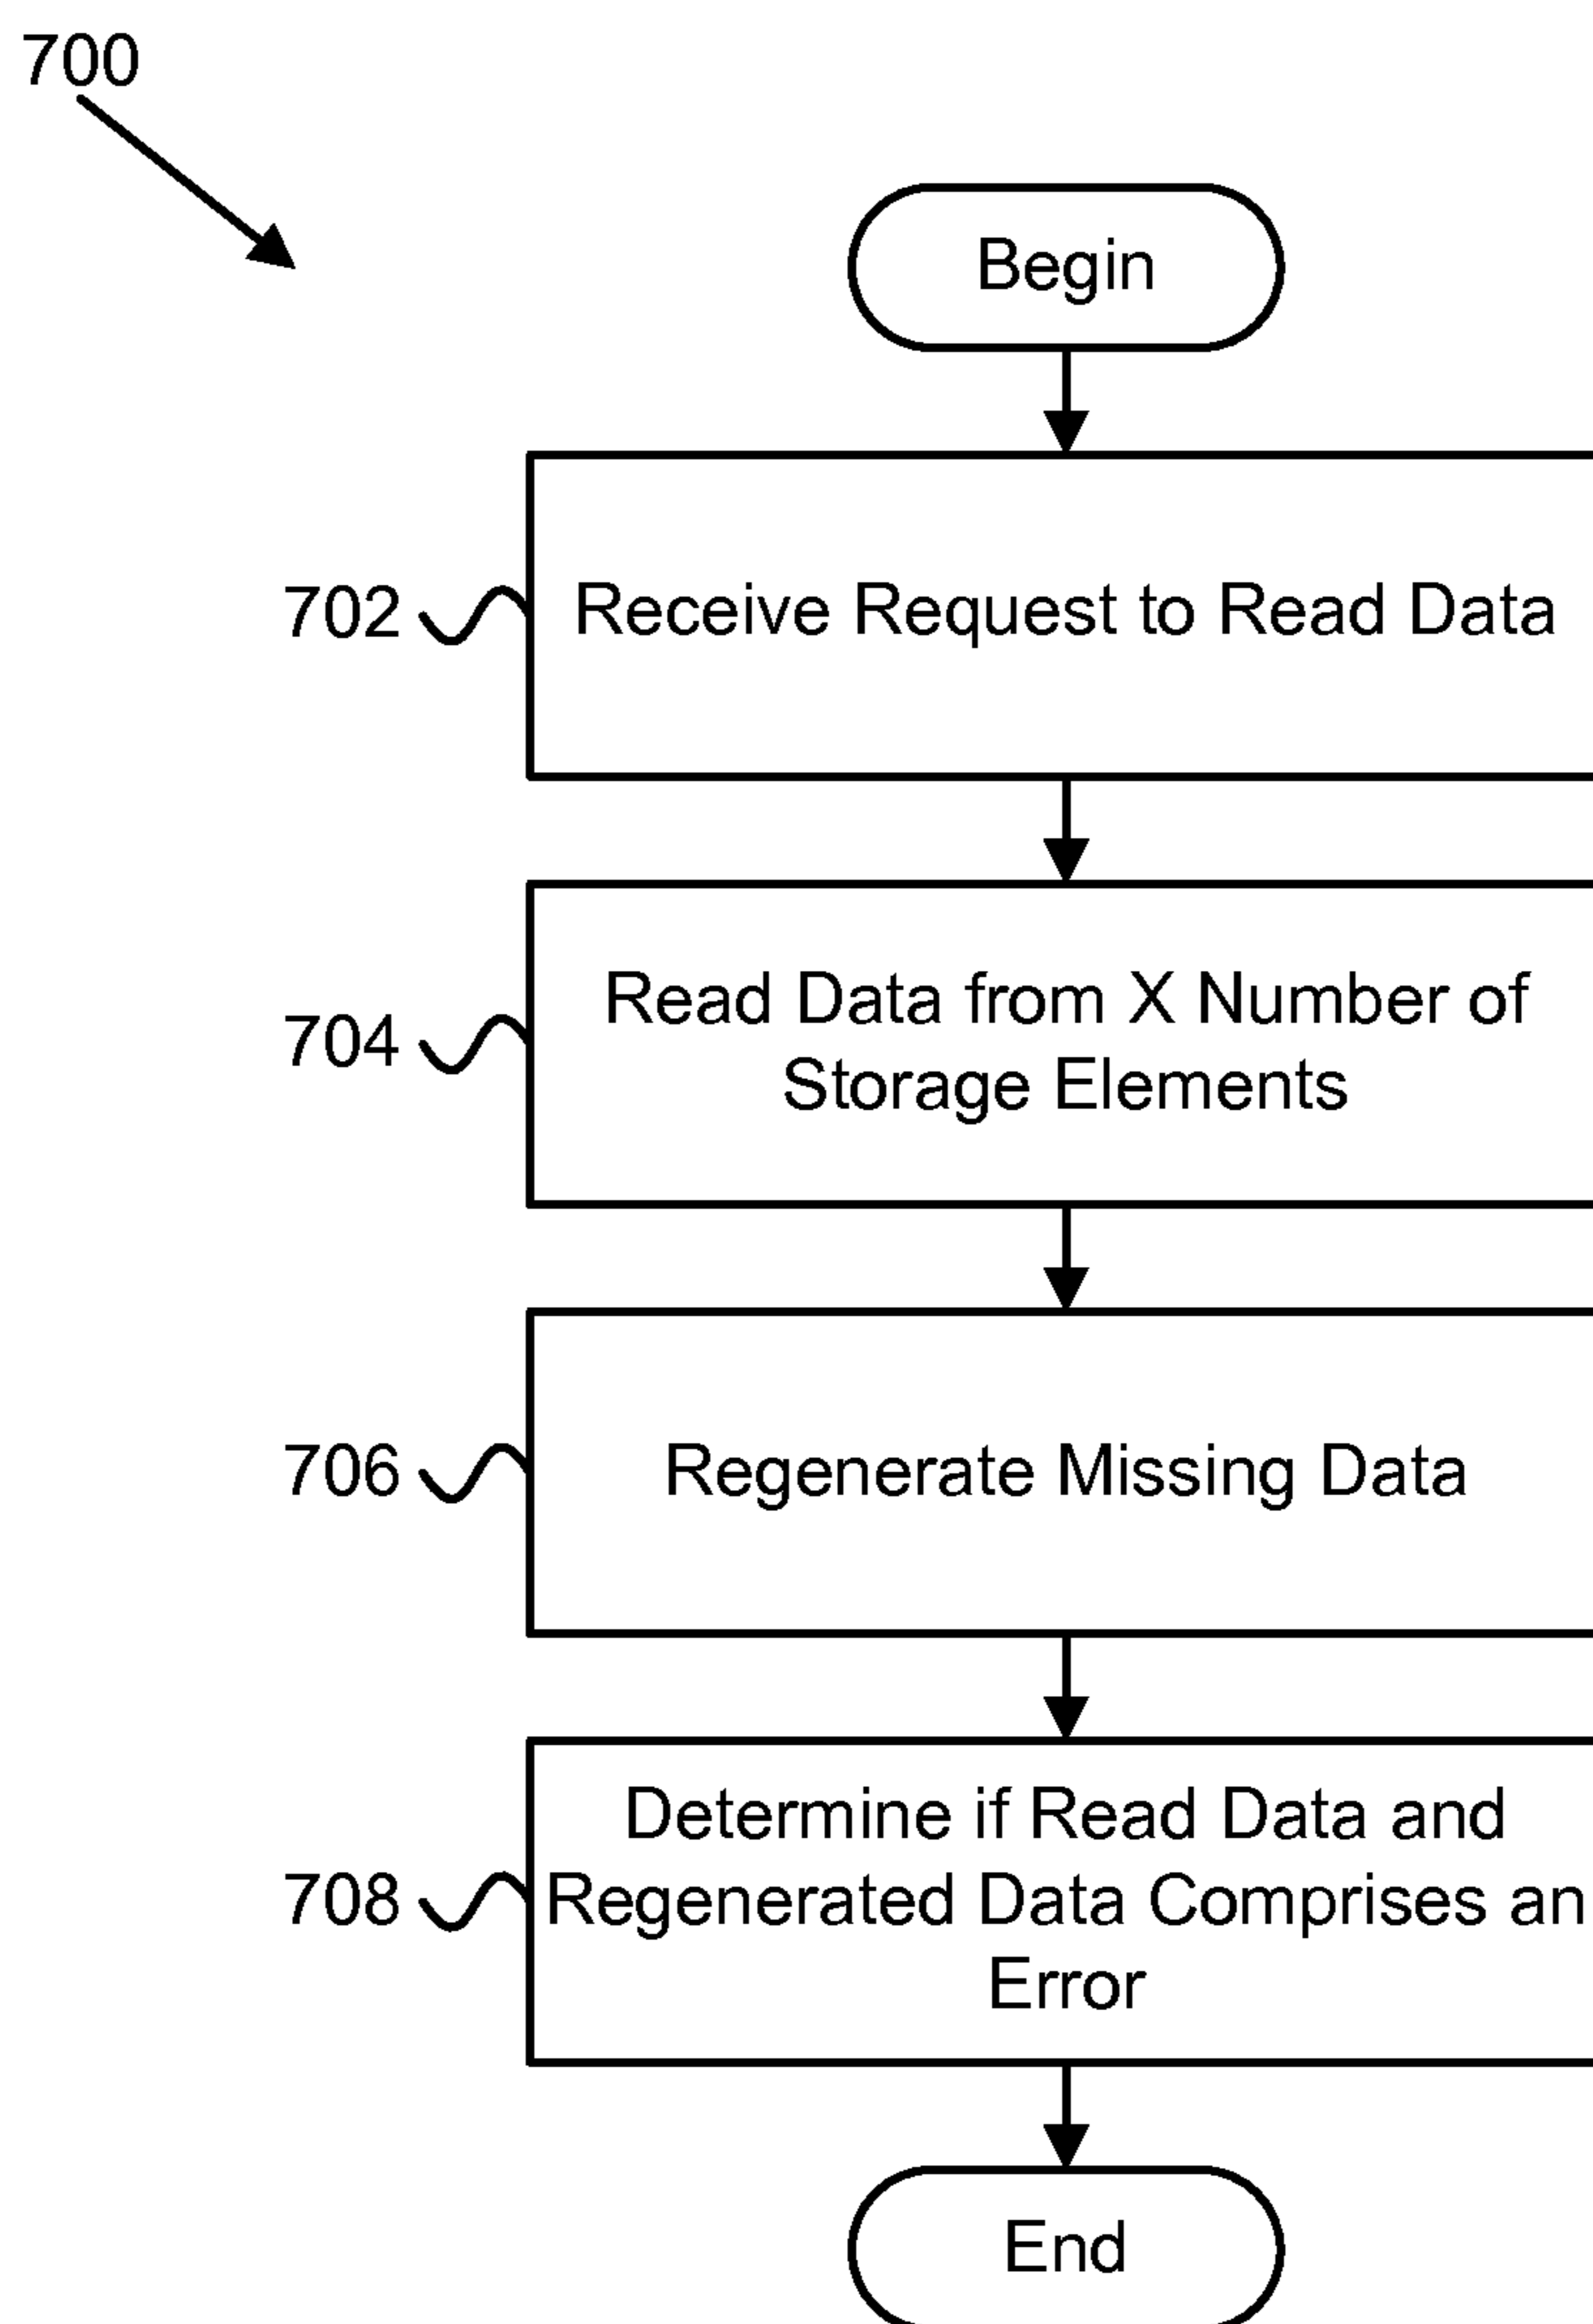 700
Begin
702
Receive Request to Read Data
704
Read Data from X Number of
Storage Elements
706
Regenerate Missing Data
Determine if Read Data and
708
Regenerated Data Comprises an
Error
End